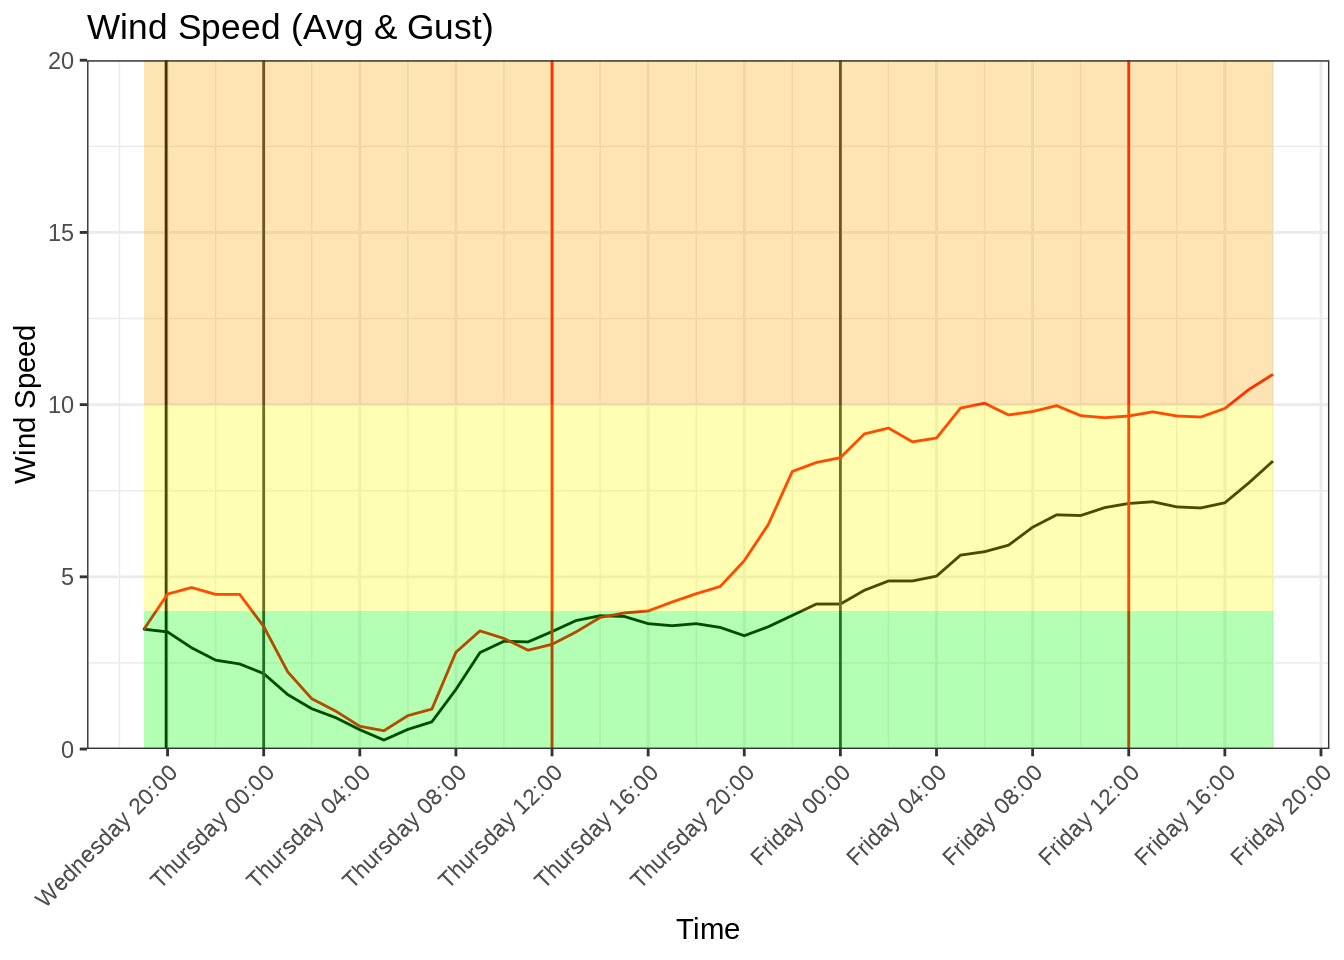 Wind Speed (Avg & Gust)
20
15
10
5
0
Wind Speed
Wednesday 20:00
Thursday 00:00
Thursday 04:00
Thursday 08:00
Thursday 12:00
Thursday 16:00
Thursday 20:00
Friday 00:00
Friday 04:00
Friday 08:00
Friday 12:00
Friday 16:00
Friday 20:00
Time